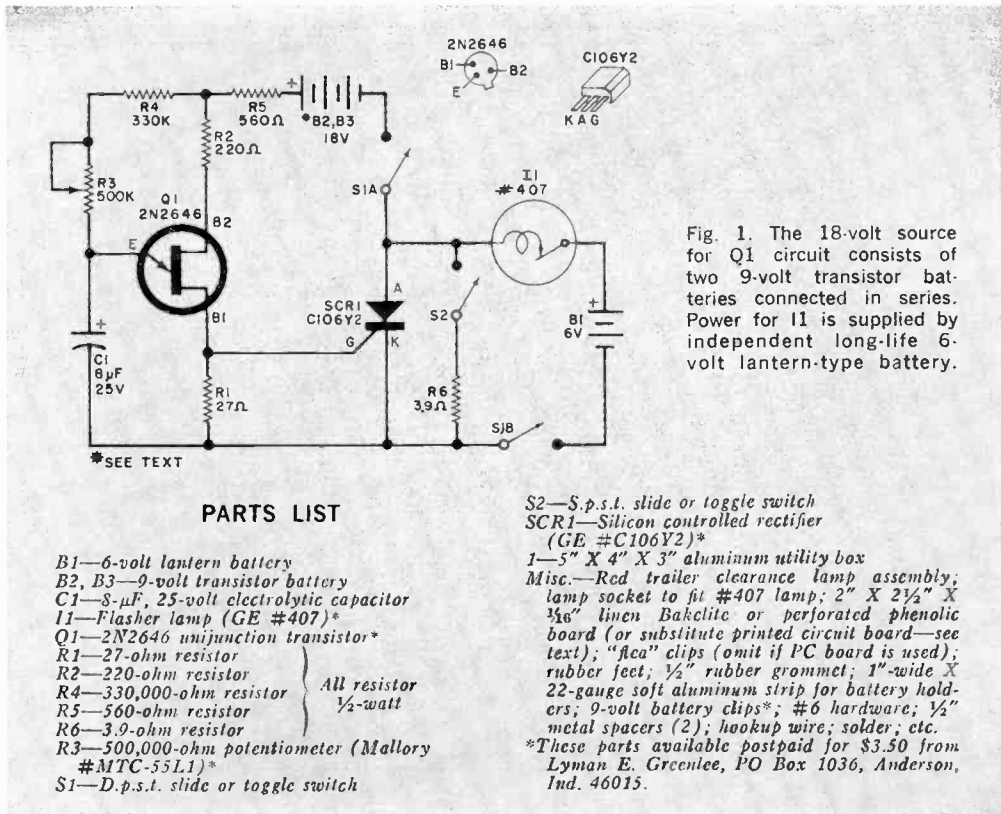 2N2646
B1
B2
E
C106Y2
K A G
R4
330K
R5
560Ω
+
*B2,B3
18V
R2
220Ω
R3
500K
Q1
2N2646
B2
E
B1
S1A
I1
#407
SCR1
C106Y2
A
G
K
S2
+
B1
6V
+
C1
8µF
25V
R1
27Ω
R6
3.9Ω
S1B
*SEE TEXT
Fig. 1. The 18-volt source
for Q1 circuit consists of
two 9-volt transistor bat-
teries connected in series.
Power for I1 is supplied by
independent long-life 6-
volt lantern-type battery.
PARTS LIST
B1—6-volt lantern battery
B2, B3—9-volt transistor battery
C1—8-µF, 25-volt electrolytic capacitor
I1—Flasher lamp (GE #407)*
Q1—2N2646 unijunction transistor*
R1—27-ohm resistor
R2—220-ohm resistor
R4—330,000-ohm resistor
R5—560-ohm resistor
R6—3.9-ohm resistor
All resistor
½-watt
R3—500,000-ohm potentiometer (Mallory
#MTC-55L1)*
S1—D.p.s.t. slide or toggle switch
S2—S.p.s.t. slide or toggle switch
SCR1—Silicon controlled rectifier
(GE #C106Y2)*
1—5" X 4" X 3" aluminum utility box
Misc.—Red trailer clearance lamp assembly;
lamp socket to fit #407 lamp; 2" X 2½" X
3⁄16" linen Bakelite or perforated phenolic
board (or substitute printed circuit board—see
text); "flea" clips (omit if PC board is used);
rubber feet; ½" rubber grommet; 1"-wide X
22-gauge soft aluminum strip for battery hold-
ers; 9-volt battery clips*; #6 hardware; ½"
metal spacers (2); hookup wire; solder; etc.
*These parts available postpaid for $3.50 from
Lyman E. Greenlee, PO Box 1036, Anderson,
Ind. 46015.